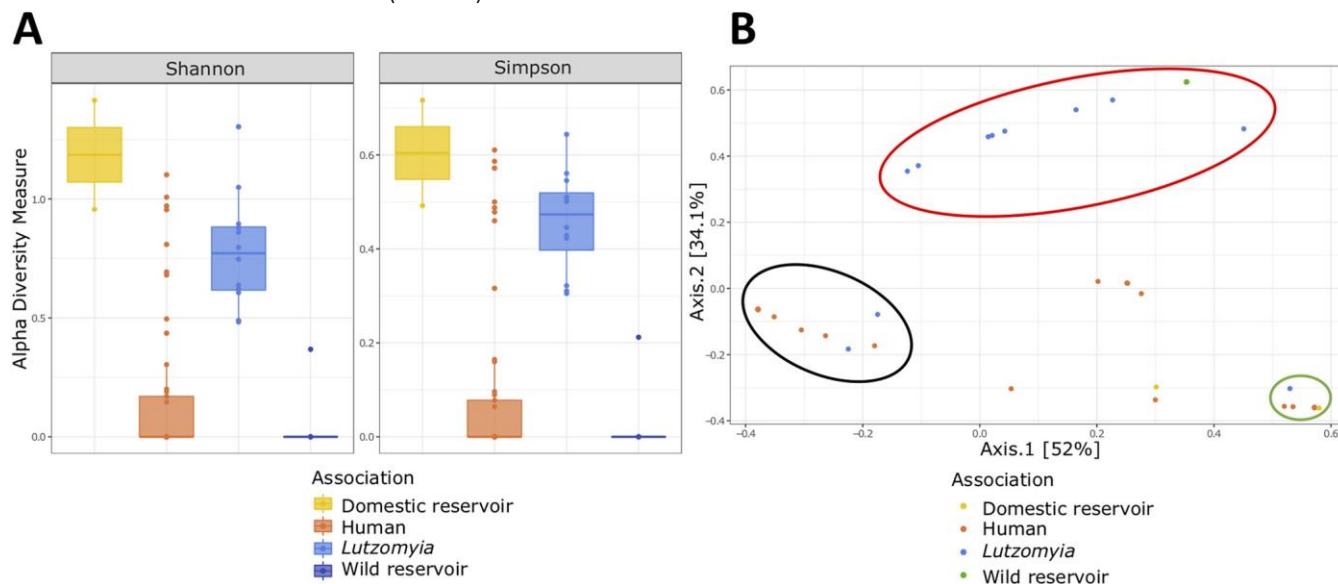 A
B
Shannon
Simpson
Alpha Diversity Measure
1.0
0.5
0.0
0.6
0.4
0.2
0.0
Association
Domestic reservoir
Human
Lutzomyia
Wild reservoir
Axis.2 [34.1%]
0.6
0.4
0.2
0.0
−0.2
−0.4
−0.4
−0.2
0.0
0.2
0.4
0.6
Axis.1 [52%]
Association
Domestic reservoir
Human
Lutzomyia
Wild reservoir